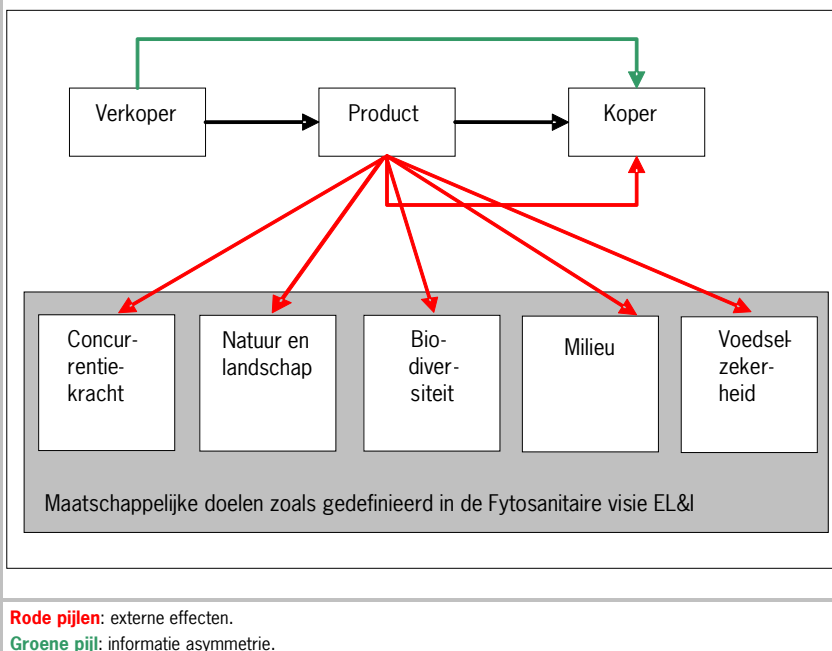 Verkoper
Product
Koper
Concur-
rentie-
kracht
Natuur en
landschap
Bio-
diver-
siteit
Milieu
Voedsel-
zeker-
heid
Maatschappelijke doelen zoals gedefinieerd in de Fytosanitaire visie EL&I
Rode pijlen: externe effecten.
Groene pijl: informatie asymmetrie.